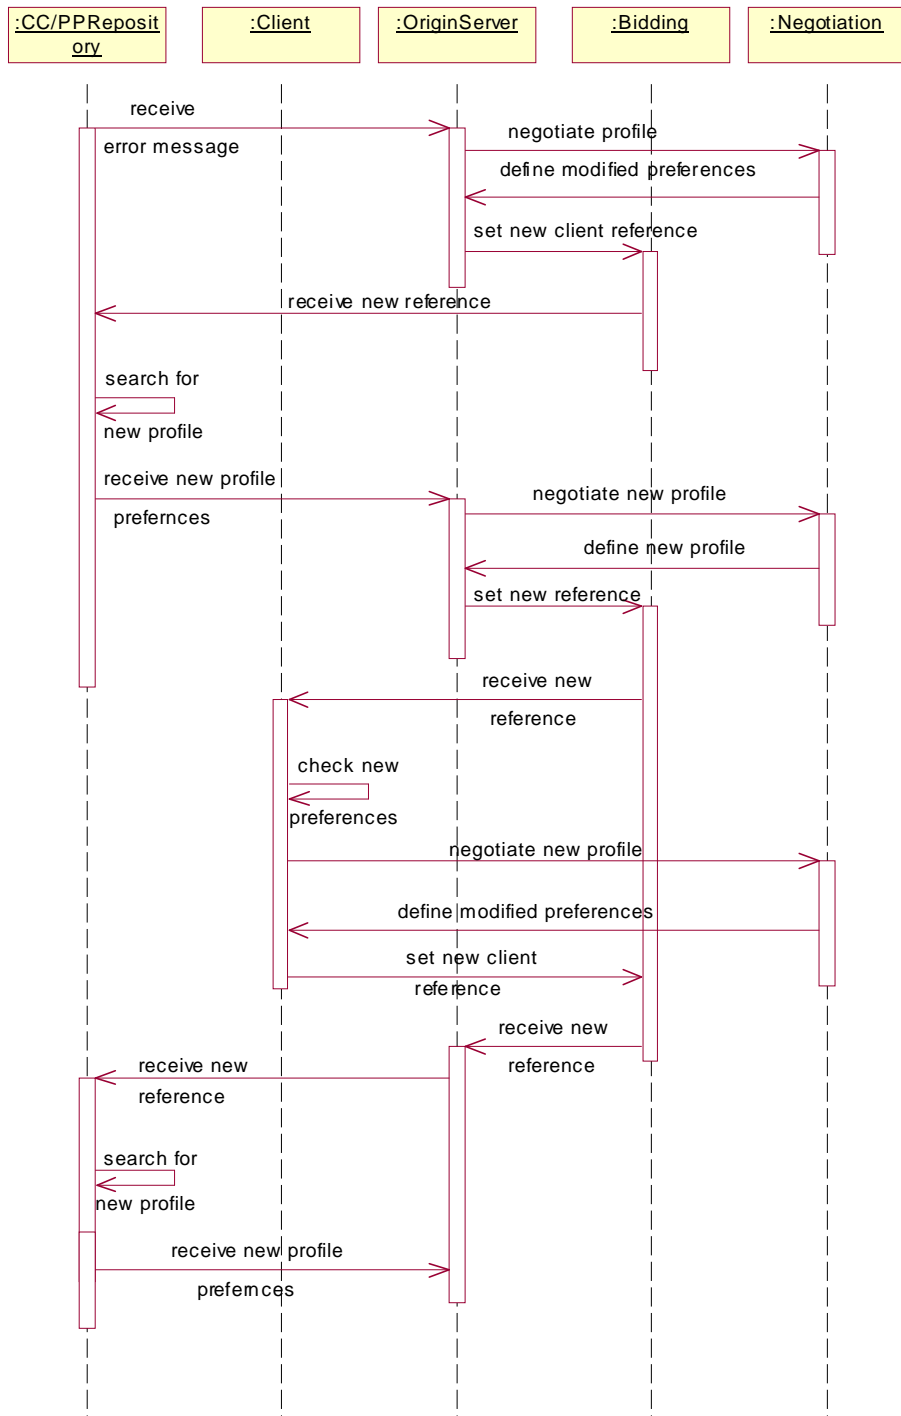 :CC/PPReposit
ory
:Client
:OriginServer
:Bidding
:Negotiation
receive
error message
negotiate profile
define modified preferences
set new client reference
receive new reference
search for
new profile
receive new profile
prefernces
negotiate new profile
define new profile
set new reference
receive new
reference
check new
preferences
negotiate new profile
define modified preferences
set new client
reference
receive new
reference
receive new
reference
search for
new profile
receive new profile
prefernces